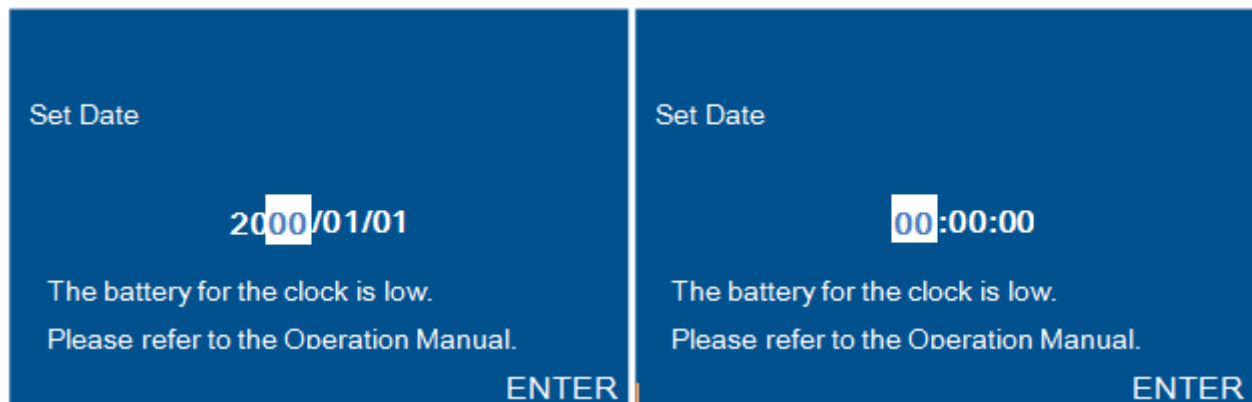 Set Date
2000/01/01
The battery for the clock is low.
Please refer to the Operation Manual.
ENTER
Set Date
00:00:00
The battery for the clock is low.
Please refer to the Operation Manual.
ENTER